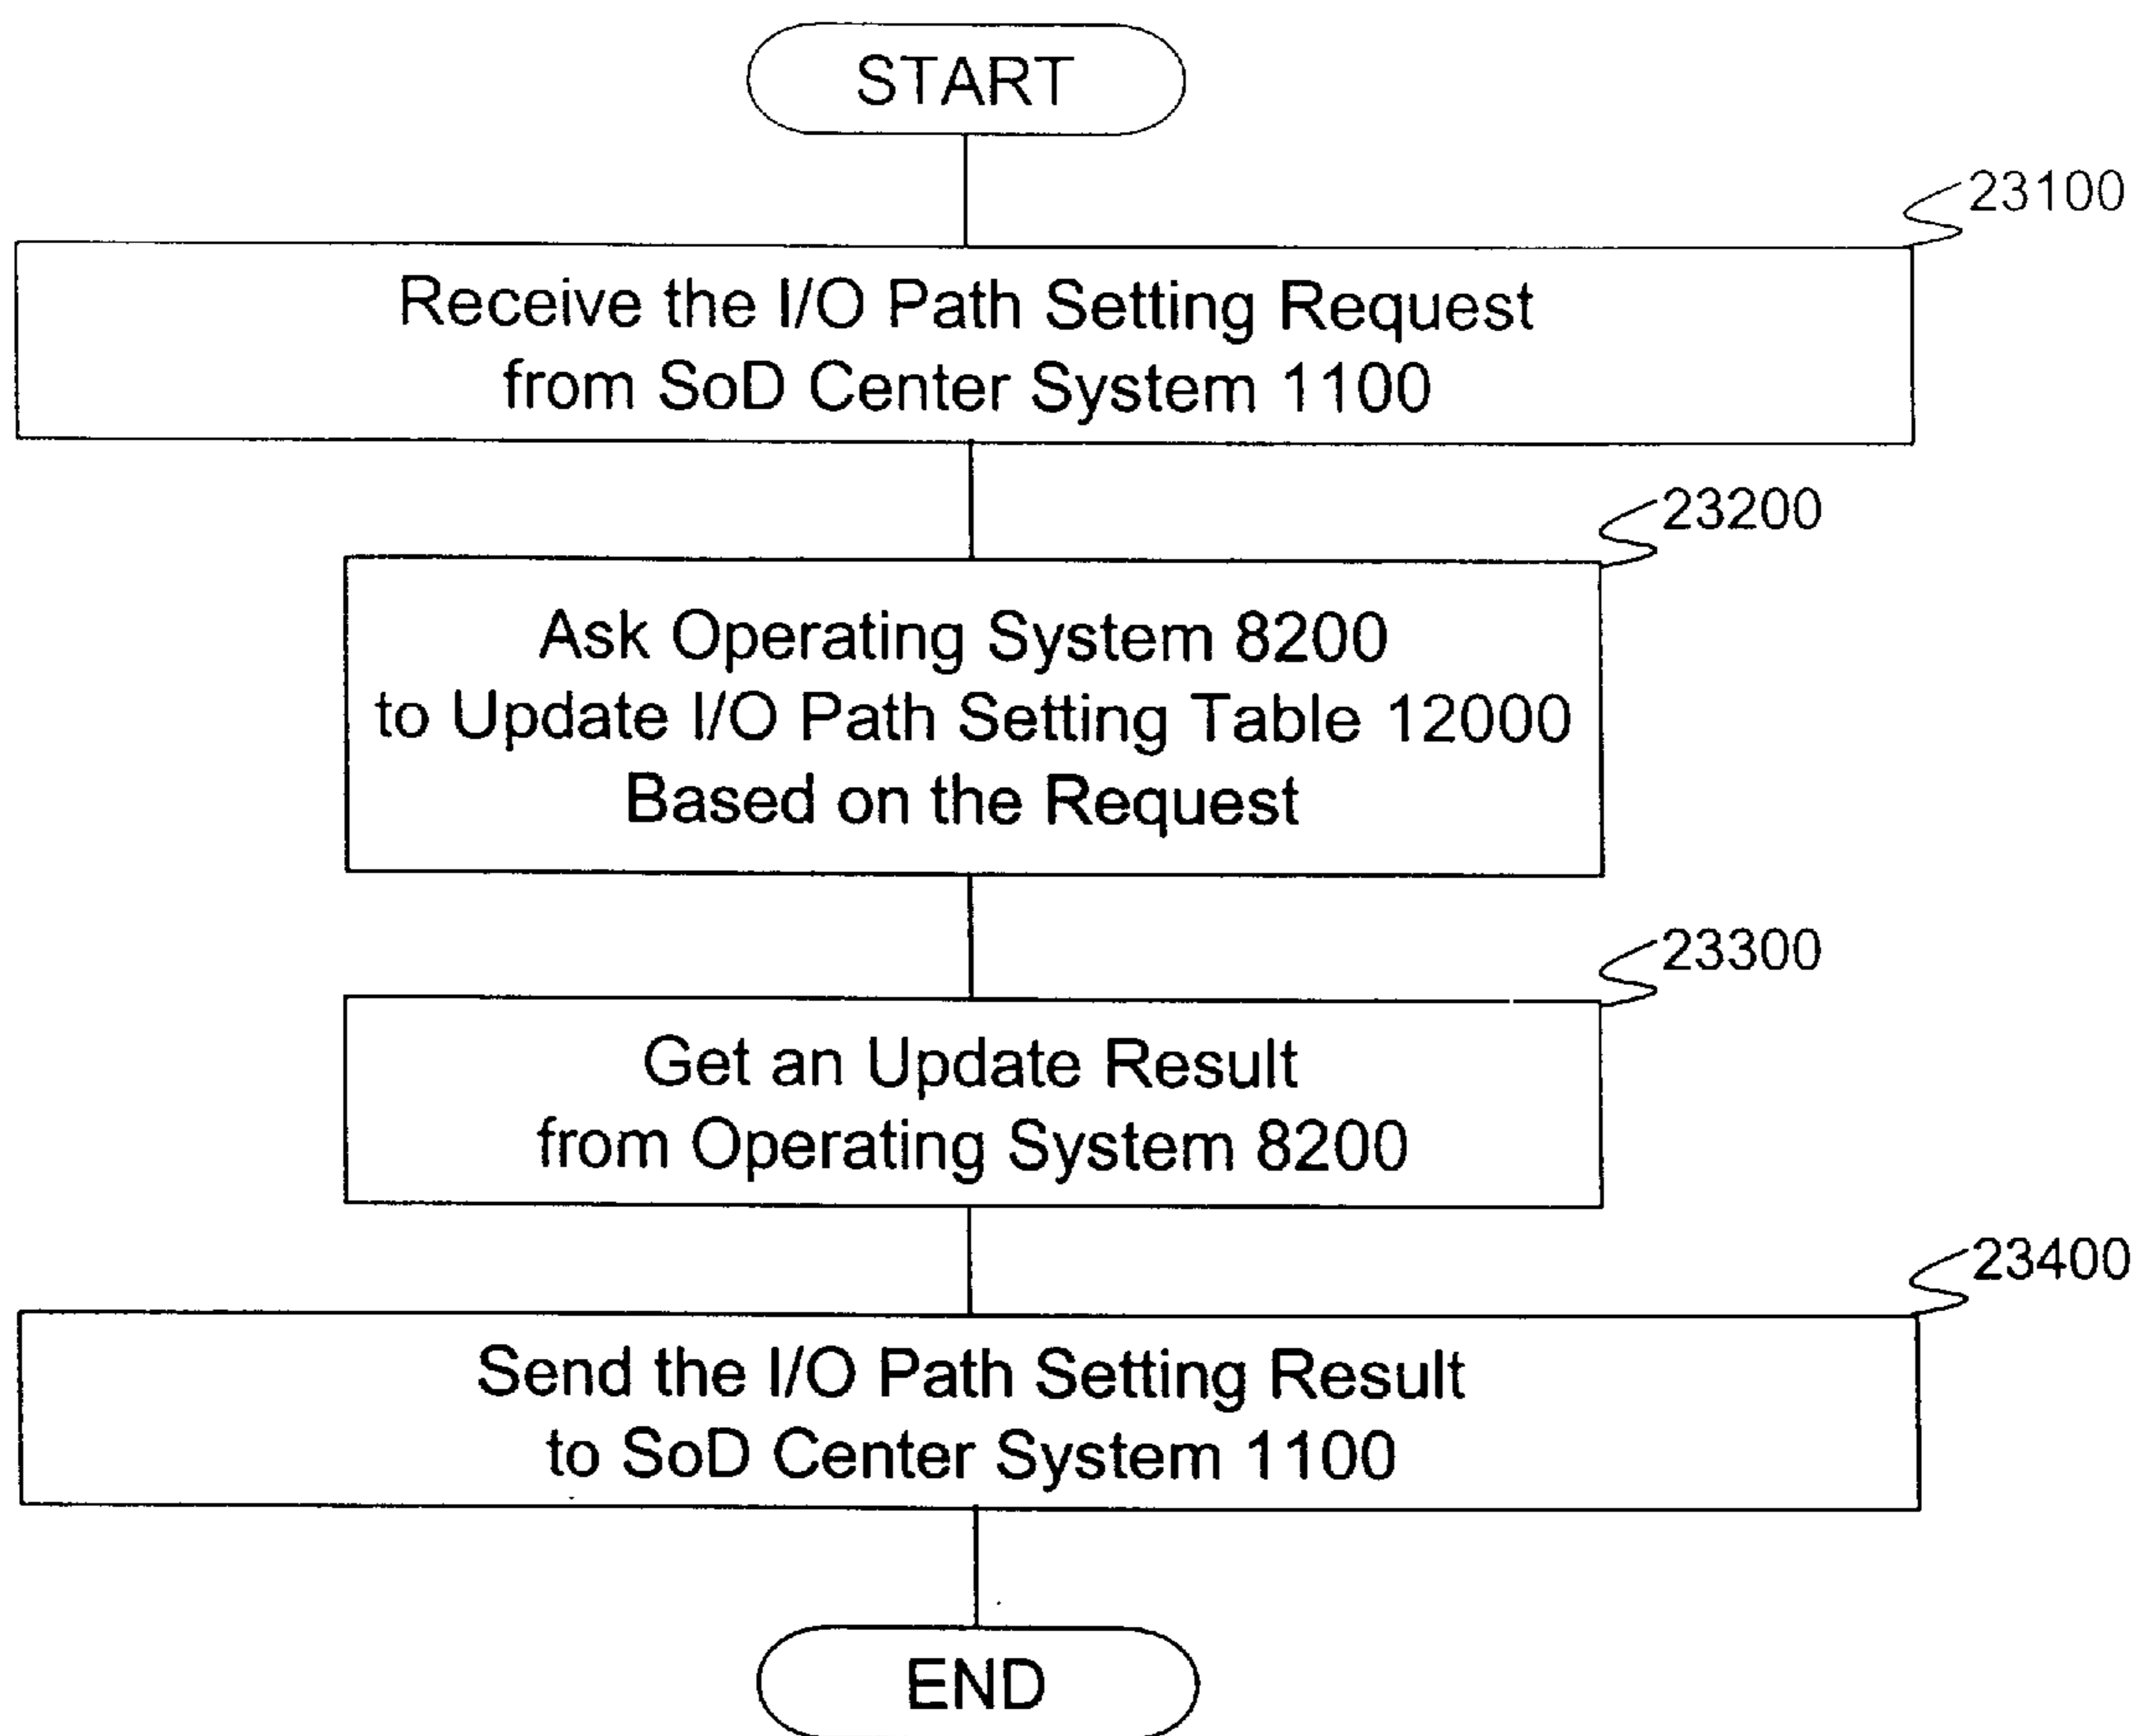 START
23100
Receive the I/O Path Setting Request
from SoD Center System 1100
23200
Ask Operating System 8200
to Update I/O Path Setting Table 12000
Based on the Request
23300
Get an Update Result
from Operating System 8200
23400
Send the I/O Path Setting Result
to SoD Center System 1100
END